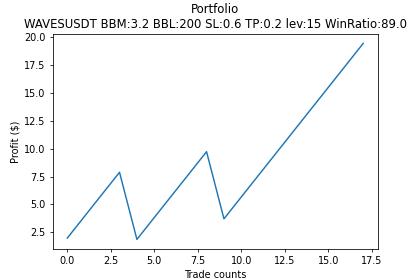 Portfolio
WAVESUSDT BBM:3.2 BBL:200 SL:0.6 TP:0.2 lev:15 WinRatio:89.0
20.0
17.5
15.0
12.5
10.0
7.5
5.0
2.5
Profit ($)
0.0 2.5 5.0 7.5 10.0 12.5 15.0 17.5
Trade counts